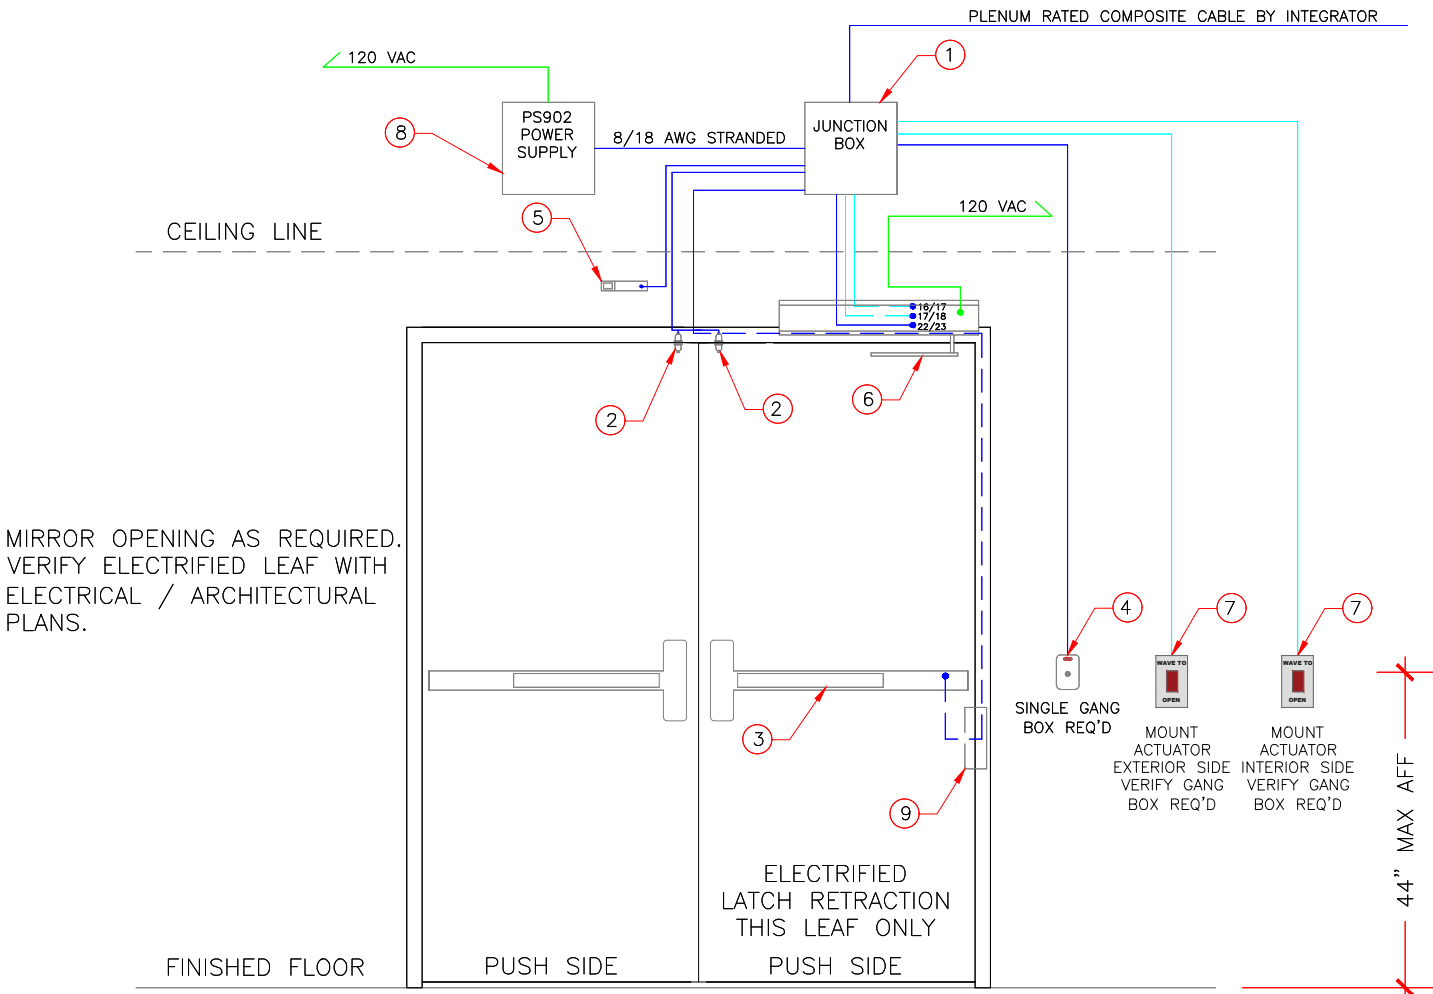 PLENUM RATED COMPOSITE CABLE BY INTEGRATOR
120 VAC
1
8
PS902
POWER
SUPPLY
8/18 AWG STRANDED
JUNCTION
BOX
5
120 VAC
CEILING LINE
16/17
17/18
22/23
2
2
6
MIRROR OPENING AS REQUIRED.
VERIFY ELECTRIFIED LEAF WITH
ELECTRICAL / ARCHITECTURAL
PLANS.
4
7
7
WAVE TO
OPEN
WAVE TO
OPEN
SINGLE GANG
BOX REQ'D
3
MOUNT
ACTUATOR
EXTERIOR SIDE
VERIFY GANG
BOX REQ'D
MOUNT
ACTUATOR
INTERIOR SIDE
VERIFY GANG
BOX REQ'D
9
44" MAX AFF
ELECTRIFIED
LATCH RETRACTION
THIS LEAF ONLY
FINISHED FLOOR
PUSH SIDE
PUSH SIDE